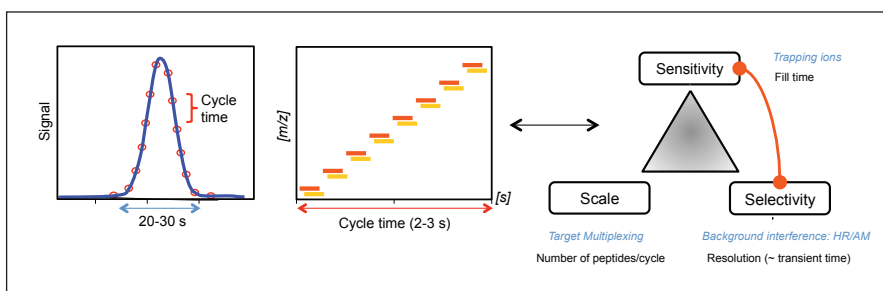 Signal
Cycle
time
20-30 s
[m/z]
[s]
Cycle time (2-3 s)
Sensitivity
Trapping ions
Fill time
Scale
Selectivity
Target Multiplexing
Background interference: HR/AM
Number of peptides/cycle
Resolution (~ transient time)